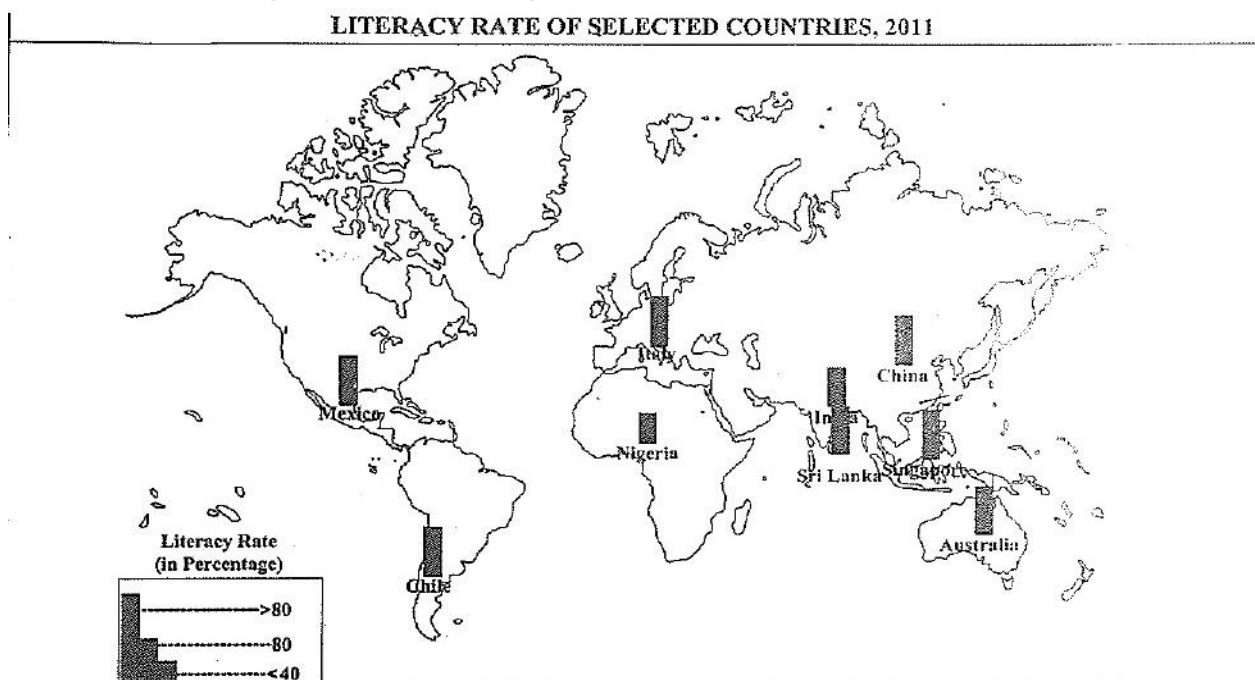 LITERACY RATE OF SELECTED COUNTRIES, 2011
Italy
China
Mexico
India
Nigeria
Sri Lanka
Singapore
Australia
Chile
Literacy Rate
(in Percentage)
>80
80
<40